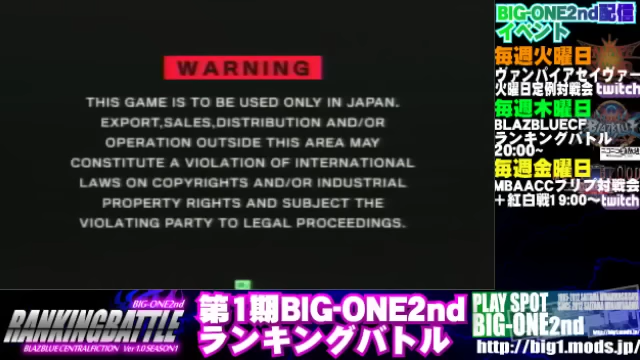 WARNING
THIS GAME IS TO BE USED ONLY IN JAPAN.
EXPORT,SALES,DISTRIBUTION AND/OR
OPERATION OUTSIDE THIS AREA MAY
CONSTITUTE A VIOLATION OF INTERNATIONAL
LAWS ON COPYRIGHTS AND/OR INDUSTRIAL
PROPERTY RIGHTS AND SUBJECT THE
VIOLATING PARTY TO LEGAL PROCEEDINGS.
BIG-ONE2nd配信
イベント
毎週火曜日
ヴァンパイアセイヴァー
火曜日定例対戦会 twitch
毎週木曜日
BLAZBLUECF
ランキングバトル
20:00~
毎週金曜日
MBAACCフリプ対戦会
+紅白戦19:00~twitch
BIG-ONE2nd
RANKINGBATTLE
BLAZBLUE CENTRALFICTION Ver1.0 SEASON1
第1期BIG-ONE2nd
ランキングバトル
PLAY SPOT
BIG-ONE2nd
http://big1.mods.jp/